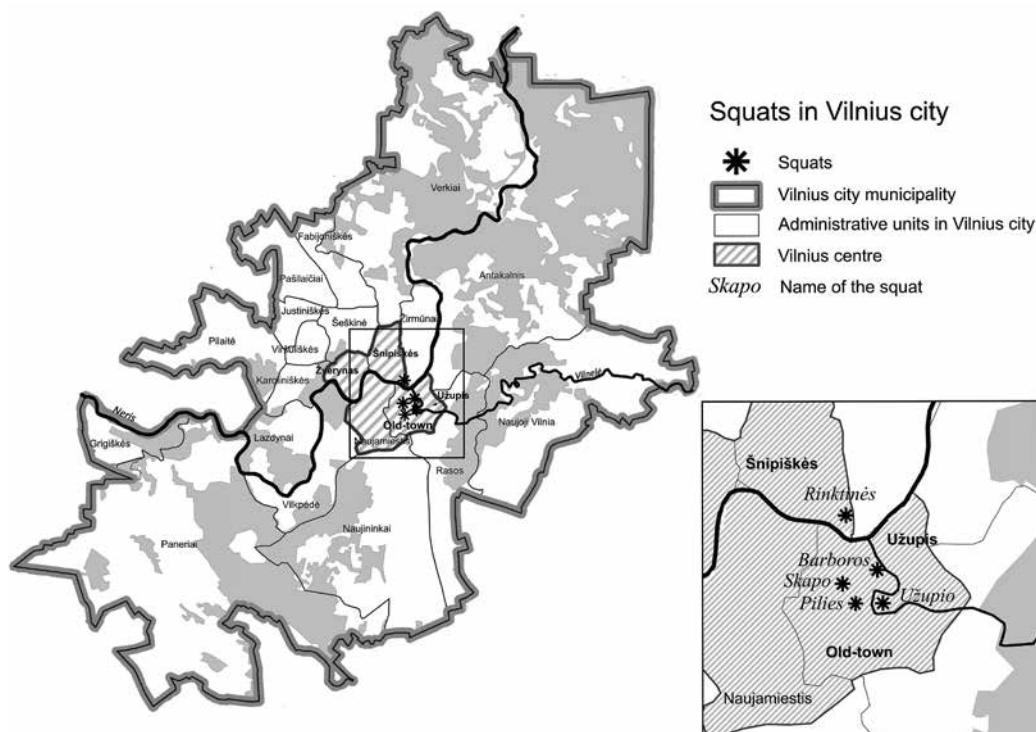 Squats in Vilnius city
Squats
Vilnius city municipality
Administrative units in Vilnius city
Vilnius centre
Skapo
Name of the squat
Verkiai
Fabijoniškės
Pašilaičiai
Antakalnis
Justiniškės
Šeškinė
Žirmūnai
Pilaitė
Viršuliškės
Šnipiškės
Žvėrynas
Karoliniškės
Užupis
Vilnelė
Neris
Old-town
Naujoji Vilnia
Grigiškės
Lazdynai
Naujamiestis
Rasos
Vilkpėdė
Naujininkai
Paneriai
Šnipiškės
Rinktinės
Užupis
Barboros
Skapo
Užupio
Pilies
Old-town
Naujamiestis